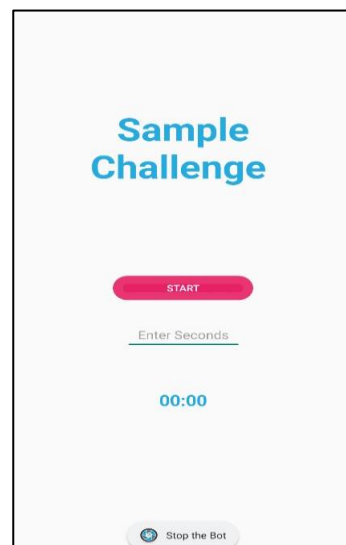 Sample
Challenge
START
Enter Seconds
00:00
Stop the Bot